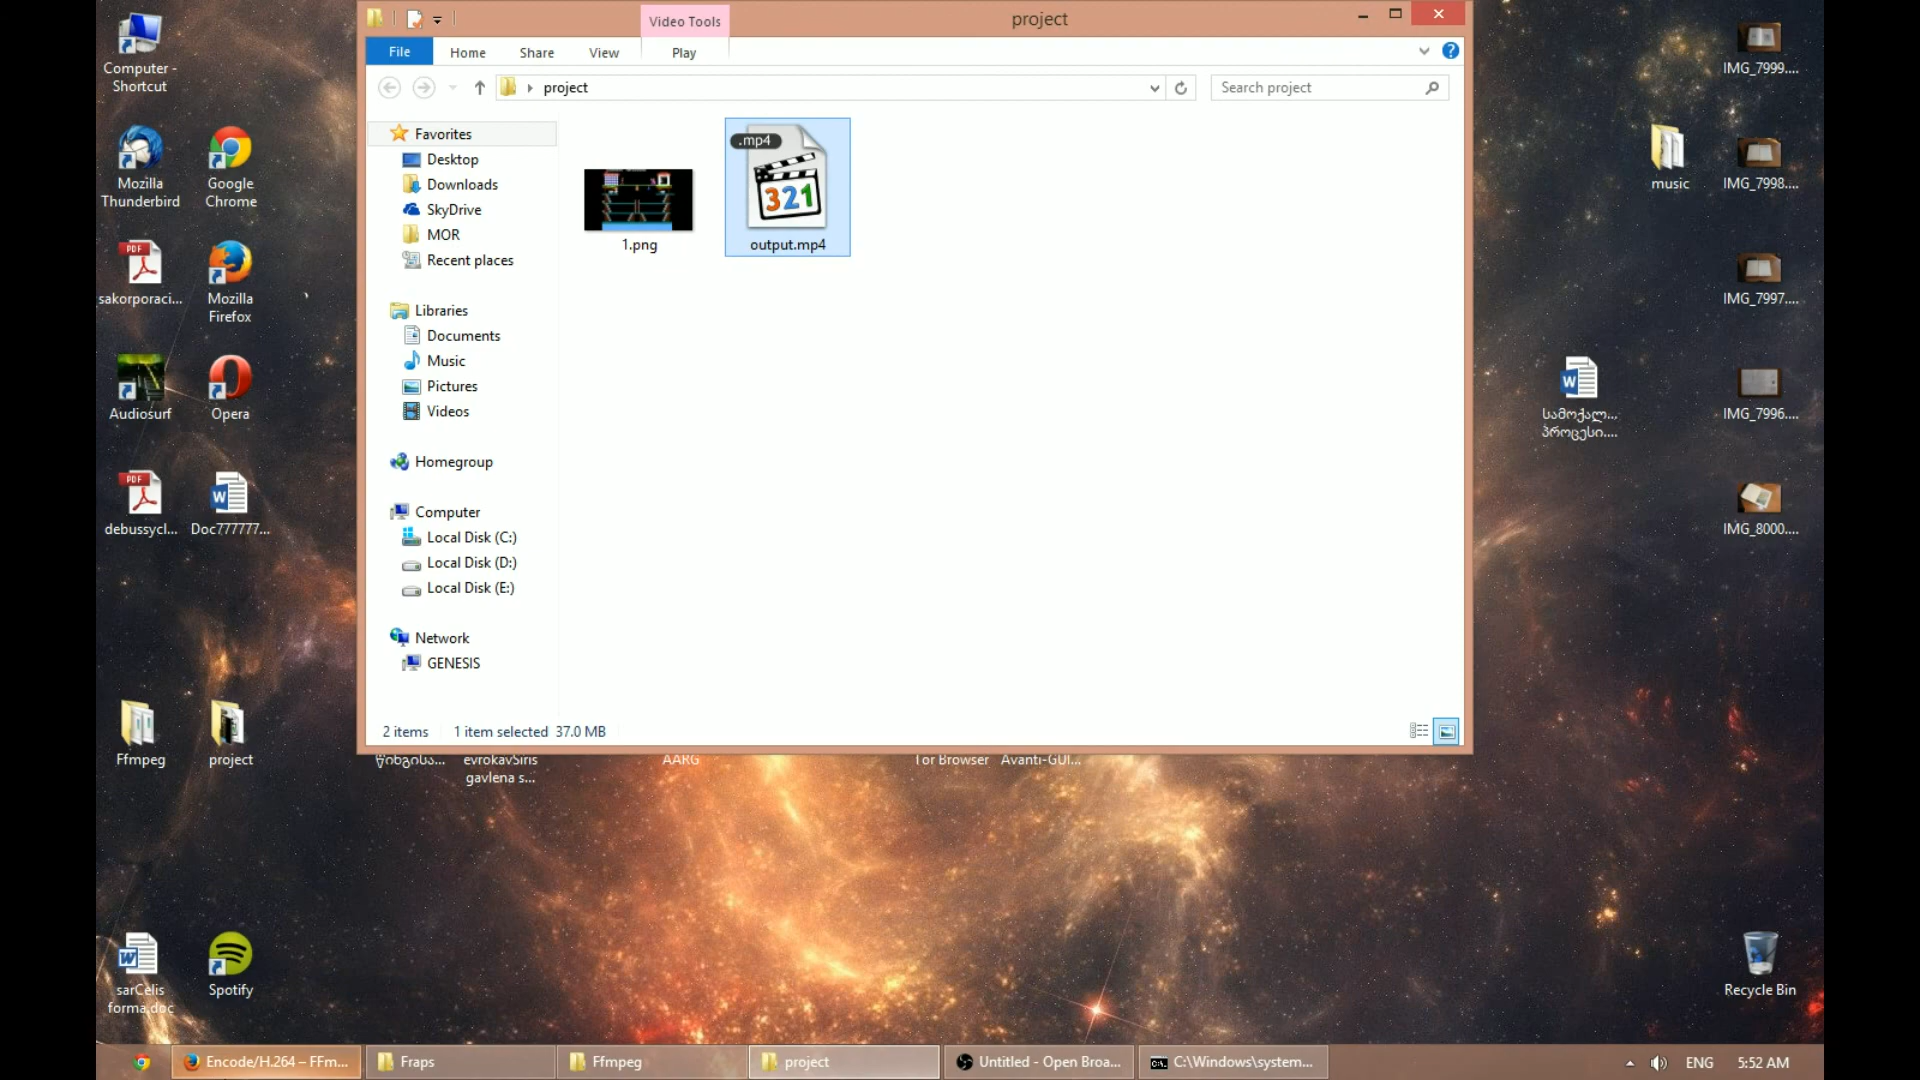 Computer -
Shortcut
Mozilla
Thunderbird
Google
Chrome
PDF
sakorporaci...
Mozilla
Firefox
Audiosurf
Opera
PDF
debussycl...
W
Doc777777...
Ffmpeg
project
W
sarCelis
forma.doc
Spotify
Video Tools
project
File
Home
Share
View
Play
project
Search project
Favorites
Desktop
Downloads
SkyDrive
MOR
Recent places
Libraries
Documents
Music
Pictures
Videos
Homegroup
Computer
Local Disk (C:)
Local Disk (D:)
Local Disk (E:)
Network
GENESIS
1.png
.mp4
321
output.mp4
2 items 1 item selected 37.0 MB
evrokavSiris
gavlena s...
AARG
Tor Browser
Avanti-GUI...
IMG_7999....
music
IMG_7998....
IMG_7997....
W
სამოქალ...
პროცესი....
IMG_7996....
IMG_8000....
Recycle Bin
Encode/H.264 – FFm...
Fraps
Ffmpeg
project
Untitled - Open Broa...
C:\Windows\system...
ENG
5:52 AM